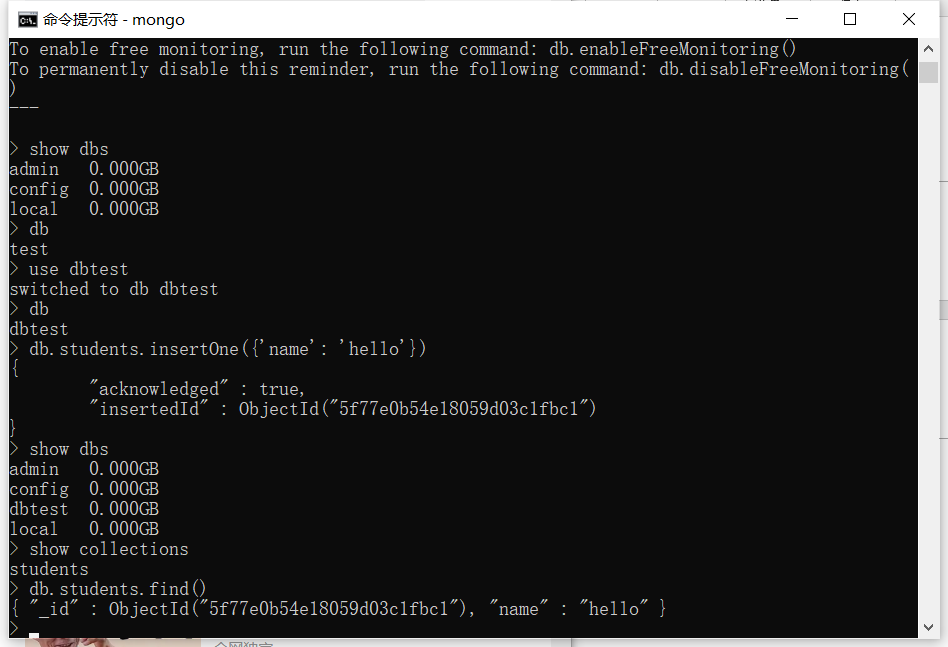 命令提示符 - mongo
To enable free monitoring, run the following command: db.enableFreeMonitoring()
To permanently disable this reminder, run the following command: db.disableFreeMonitoring(
)
---
> show dbs
admin   0.000GB
config  0.000GB
local   0.000GB
> db
test
> use dbtest
switched to db dbtest
> db
dbtest
> db.students.insertOne({'name': 'hello'})
{
        "acknowledged" : true,
        "insertedId" : ObjectId("5f77e0b54e18059d03c1fbc1")
}
> show dbs
admin   0.000GB
config  0.000GB
dbtest  0.000GB
local   0.000GB
> show collections
students
> db.students.find()
{ "_id" : ObjectId("5f77e0b54e18059d03c1fbc1"), "name" : "hello" }
>